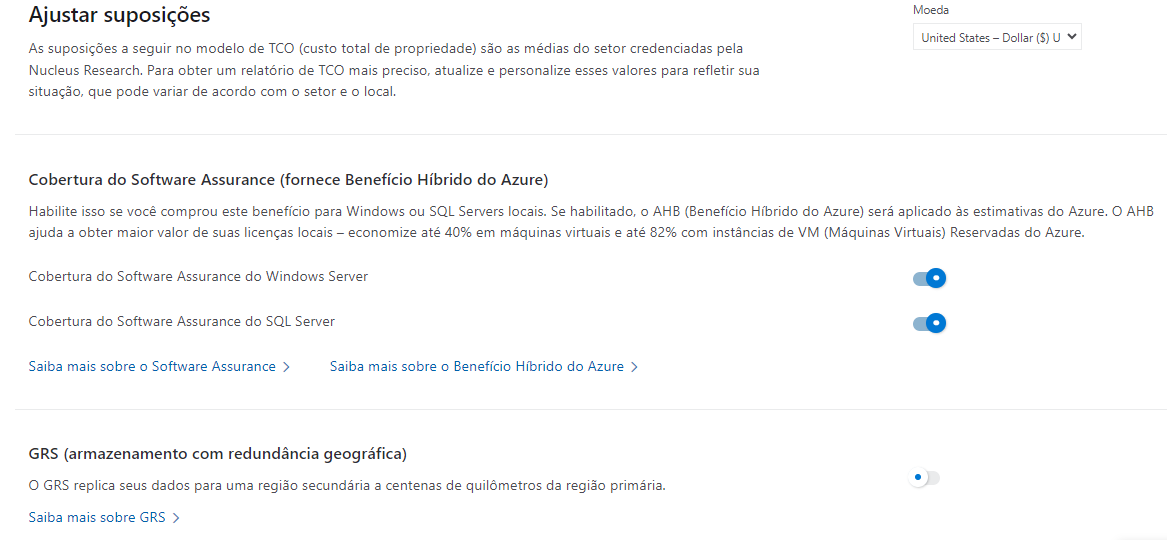 Ajustar suposições
Moeda
United States – Dollar ($) U
As suposições a seguir no modelo de TCO (custo total de propriedade) são as médias do setor credenciadas pela
Nucleus Research. Para obter um relatório de TCO mais preciso, atualize e personalize esses valores para refletir sua
situação, que pode variar de acordo com o setor e o local.
Cobertura do Software Assurance (fornece Benefício Híbrido do Azure)
Habilite isso se você comprou este benefício para Windows ou SQL Servers locais. Se habilitado, o AHB (Benefício Híbrido do Azure) será aplicado às estimativas do Azure. O AHB
ajuda a obter maior valor de suas licenças locais – economize até 40% em máquinas virtuais e até 82% com instâncias de VM (Máquinas Virtuais) Reservadas do Azure.
Cobertura do Software Assurance do Windows Server
Cobertura do Software Assurance do SQL Server
Saiba mais sobre o Software Assurance
Saiba mais sobre o Benefício Híbrido do Azure
GRS (armazenamento com redundância geográfica)
O GRS replica seus dados para uma região secundária a centenas de quilômetros da região primária.
Saiba mais sobre GRS